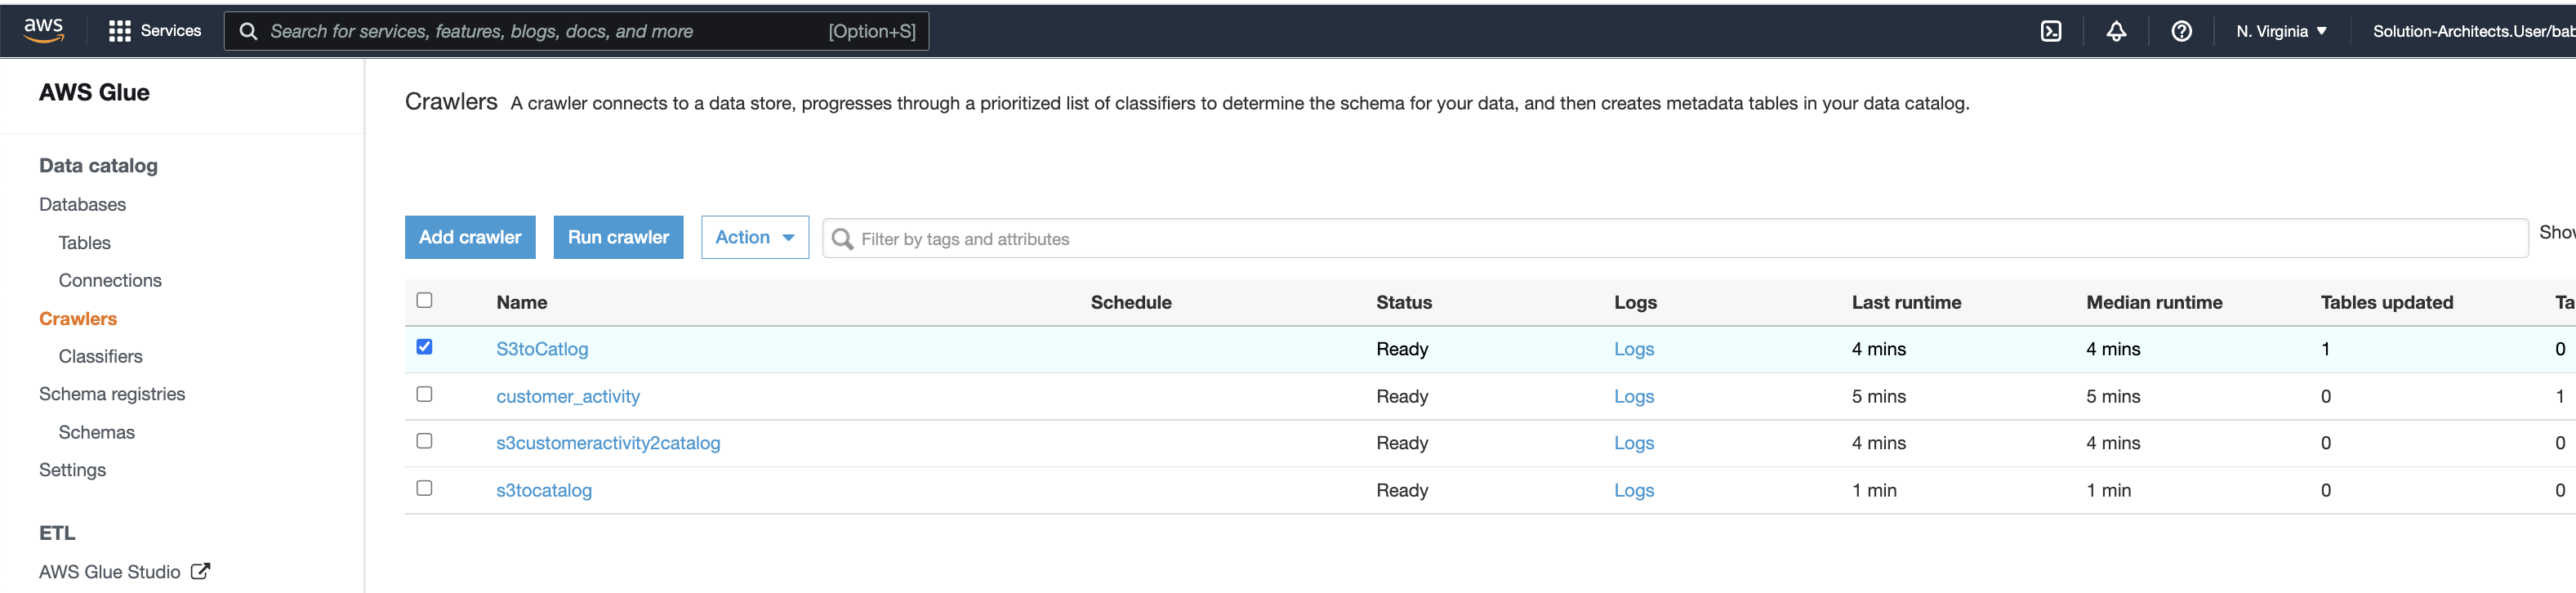 aws Services Search for services, features, blogs, docs, and more [Option+S] N. Virginia Solution-Architects.User/bab
AWS Glue
Data catalog
Databases
Tables
Connections
Crawlers
Classifiers
Schema registries
Schemas
Settings
ETL
AWS Glue Studio
Crawlers A crawler connects to a data store, progresses through a prioritized list of classifiers to determine the schema for your data, and then creates metadata tables in your data catalog.
Add crawler Run crawler Action Filter by tags and attributes Show
Name Schedule Status Logs Last runtime Median runtime Tables updated Ta
S3toCatlog Ready Logs 4 mins 4 mins 1 0
customer_activity Ready Logs 5 mins 5 mins 0 1
s3customeractivity2catalog Ready Logs 4 mins 4 mins 0 0
s3tocatalog Ready Logs 1 min 1 min 0 0